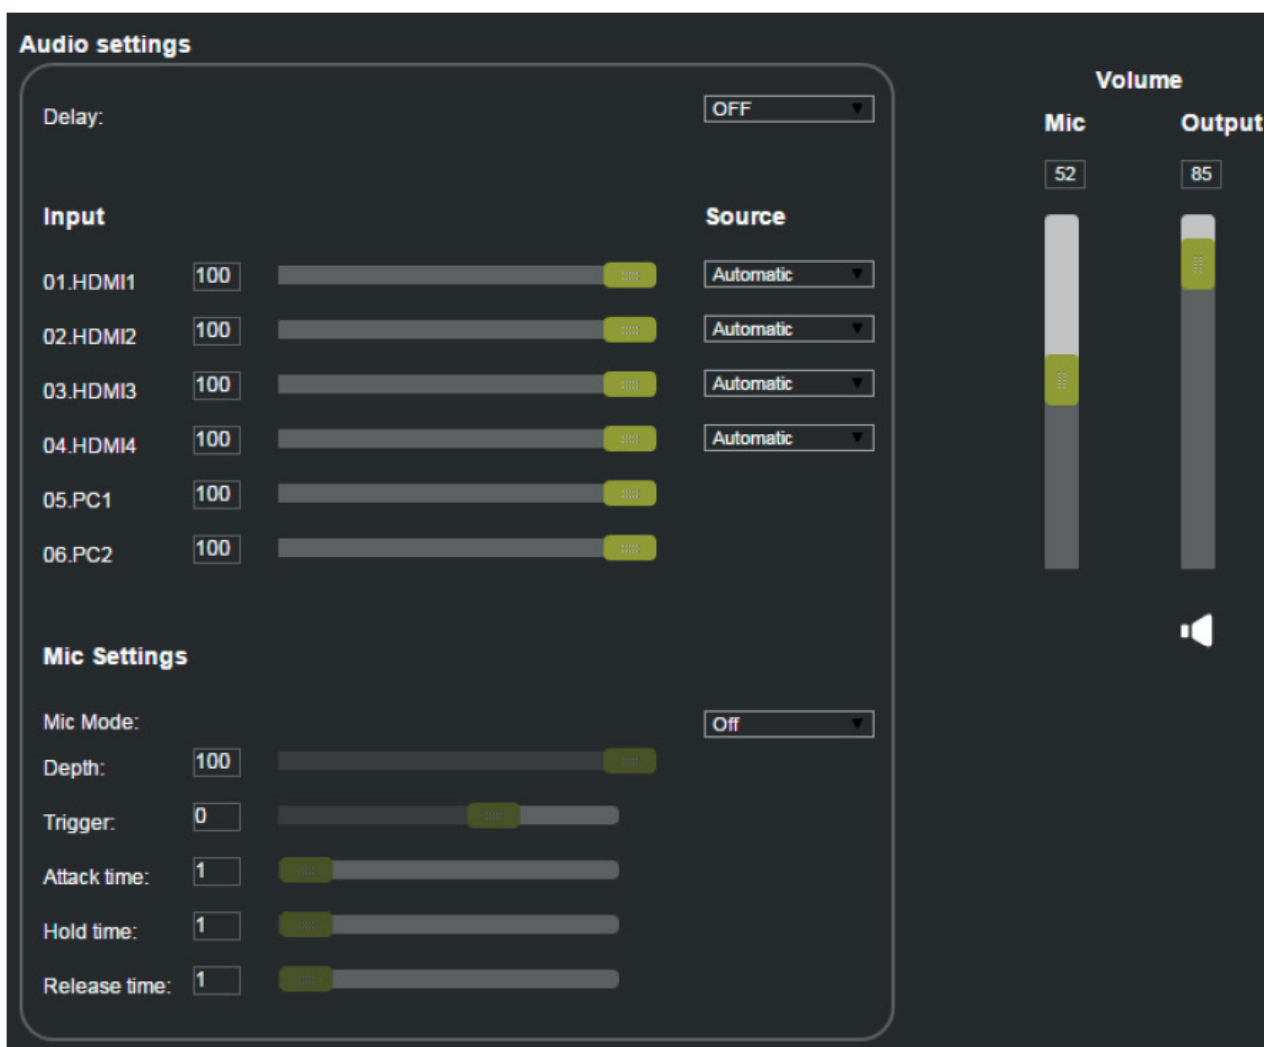 Audio settings
Delay: OFF
Input Source
01.HDMI1 100 Automatic
02.HDMI2 100 Automatic
03.HDMI3 100 Automatic
04.HDMI4 100 Automatic
05.PC1 100
06.PC2 100
Mic Settings
Mic Mode: Off
Depth: 100
Trigger: 0
Attack time: 1
Hold time: 1
Release time: 1
Volume
Mic Output
52 85